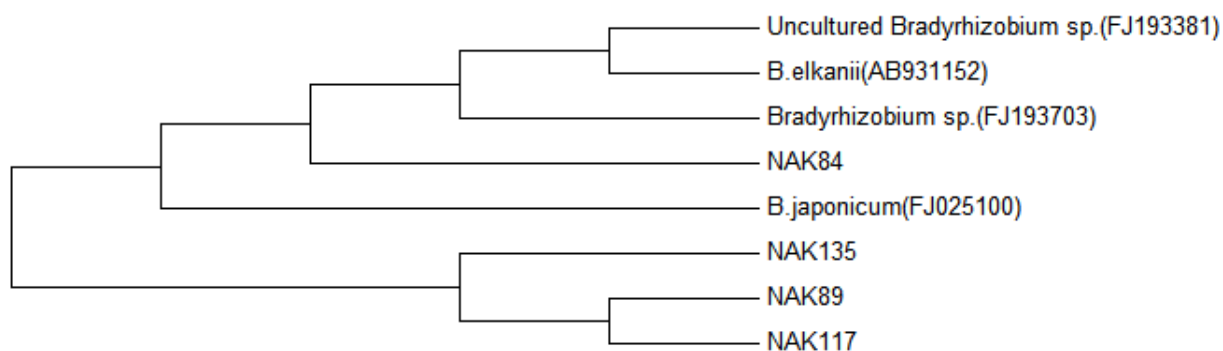 Uncultured Bradyrhizobium sp.(FJ193381)
B.elkanii(AB931152)
Bradyrhizobium sp.(FJ193703)
NAK84
B.japonicum(FJ025100)
NAK135
NAK89
NAK117